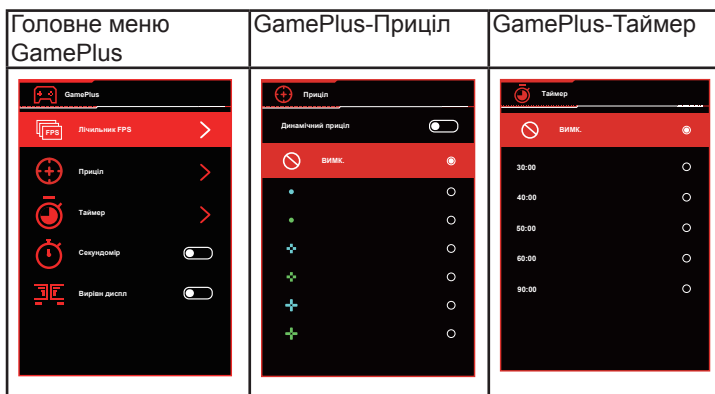 Головне меню
GamePlus
GamePlus-Приціл
GamePlus-Таймер
GamePlus
FPS
Лічильник FPS
Приціл
Таймер
Секундомір
Вирівн диспл
Приціл
Динамічний приціл
ВИМК.
Таймер
ВИМК.
30:00
40:00
50:00
60:00
90:00